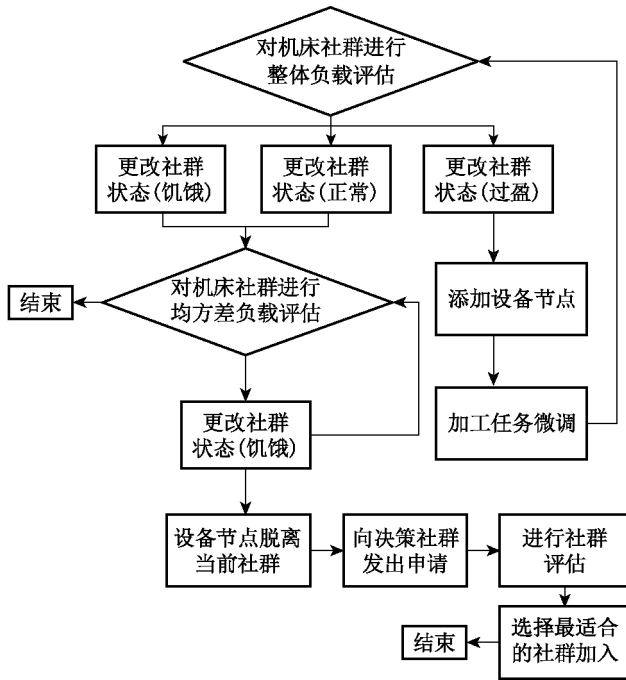 对机床社群进行
整体负载评估
更改社群
状态(饥饿)
更改社群
状态(正常)
更改社群
状态(过盈)
对机床社群进行
均方差负载评估
结束
添加设备节点
更改社群
状态(饥饿)
加工任务微调
设备节点脱离
当前社群
向决策社群
发出申请
进行社群
评估
选择最适合
的社群加入
结束